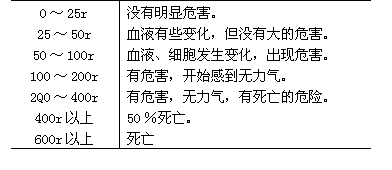 0～25r 没有明显危害。
25～50r 血液有些变化，但没有大的危害。
50～100r 血液、细胞发生变化，出现危害。
100～200r 有危害，开始感到无力气。
2Q0～400r 有危害，无力气，有死亡的危险。
400r以上 50％死亡。
600r以上 死亡